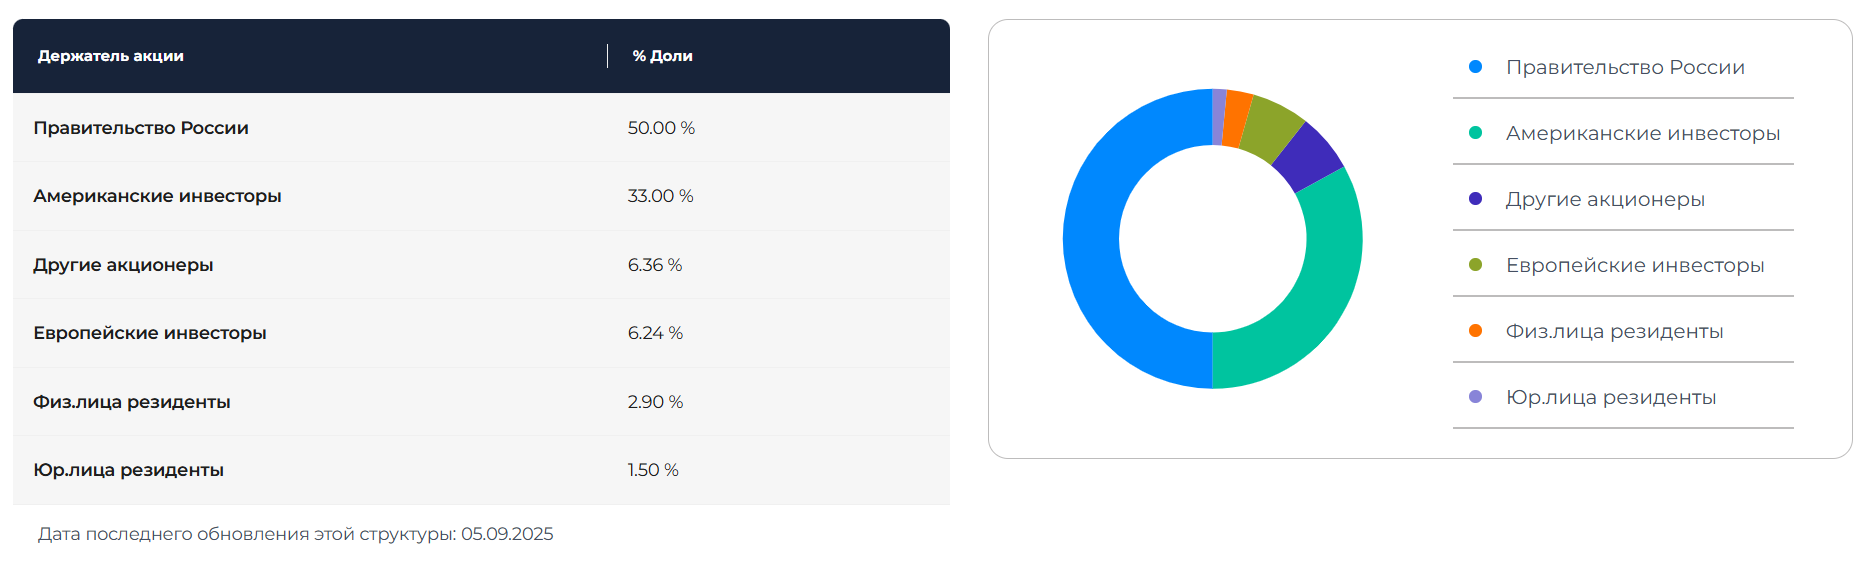 Держатель акции % Доли
Правительство России 50.00 %
Американские инвесторы 33.00 %
Другие акционеры 6.36 %
Европейские инвесторы 6.24 %
Физ.лица резиденты 2.90 %
Юр.лица резиденты 1.50 %
Дата последнего обновления этой структуры: 05.09.2025
Правительство России
Американские инвесторы
Другие акционеры
Европейские инвесторы
Физ.лица резиденты
Юр.лица резиденты